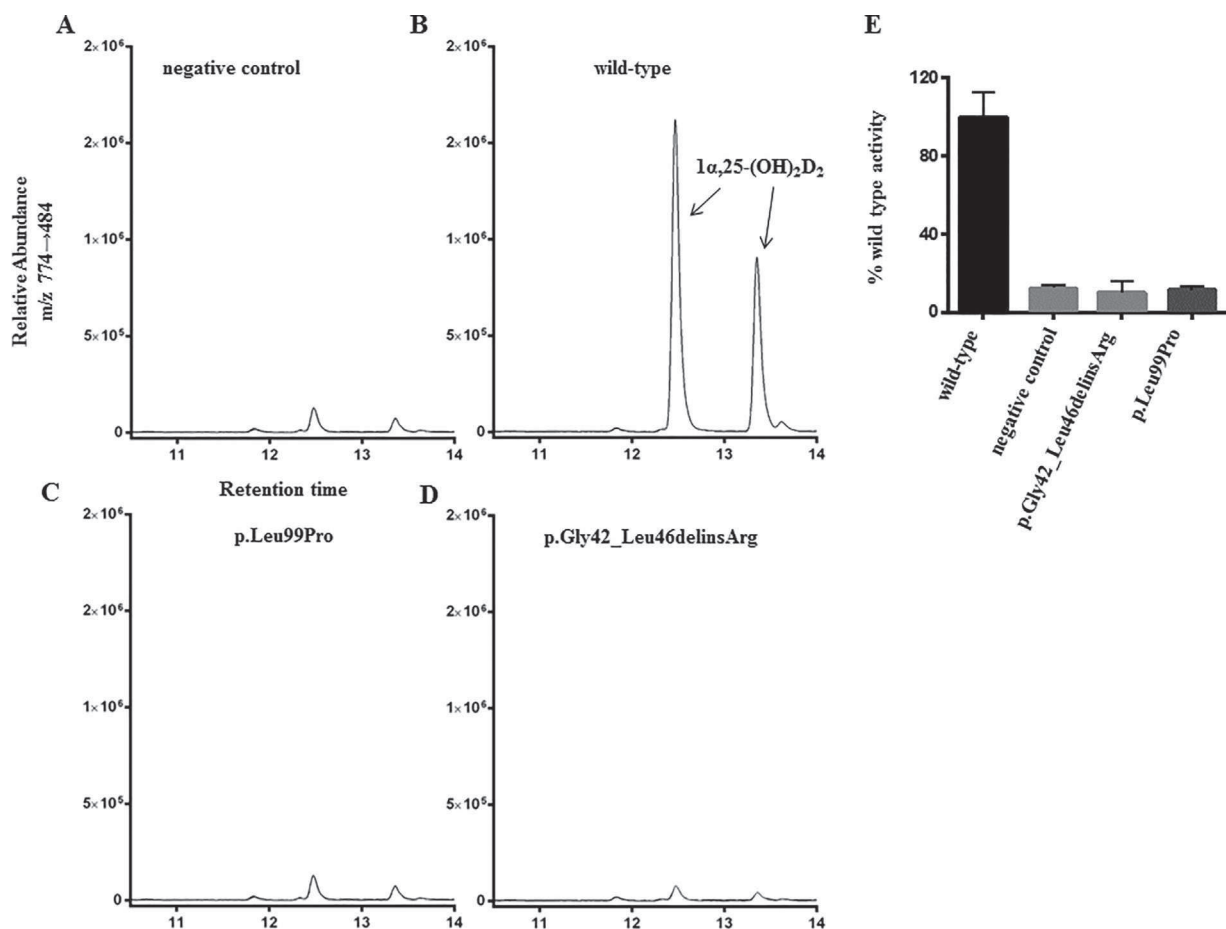 A
negative control
2×10⁶
2×10⁶
1×10⁶
5×10⁵
0
11 12 13 14
Relative Abundance
m/z 774→484
B
wild-type
1α,25-(OH)₂D₂
2×10⁶
2×10⁶
1×10⁶
5×10⁵
0
11 12 13 14
Retention time
C
p.Leu99Pro
2×10⁶
2×10⁶
1×10⁶
5×10⁵
0
11 12 13 14
D
p.Gly42_Leu46delinsArg
2×10⁶
2×10⁶
1×10⁶
5×10⁵
0
11 12 13 14
E
% wild type activity
120
80
40
0
wild-type
negative control
p.Gly42_Leu46delinsArg
p.Leu99Pro